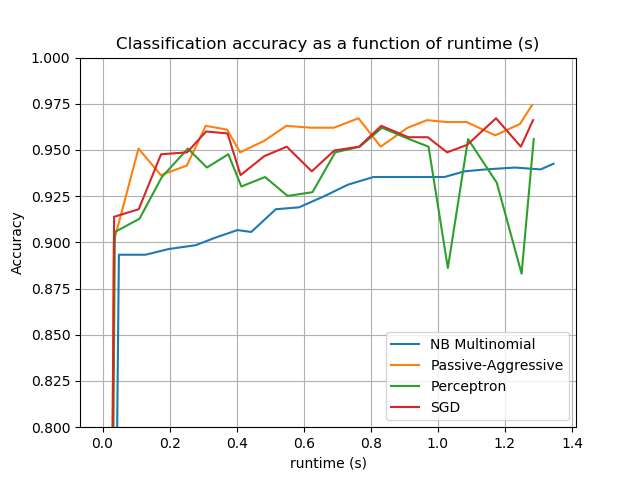 Classification accuracy as a function of runtime (s)
1.000
0.975
0.950
0.925
0.900
0.875
0.850
0.825
0.800
Accuracy
NB Multinomial
Passive-Aggressive
Perceptron
SGD
0.0 0.2 0.4 0.6 0.8 1.0 1.2 1.4
runtime (s)